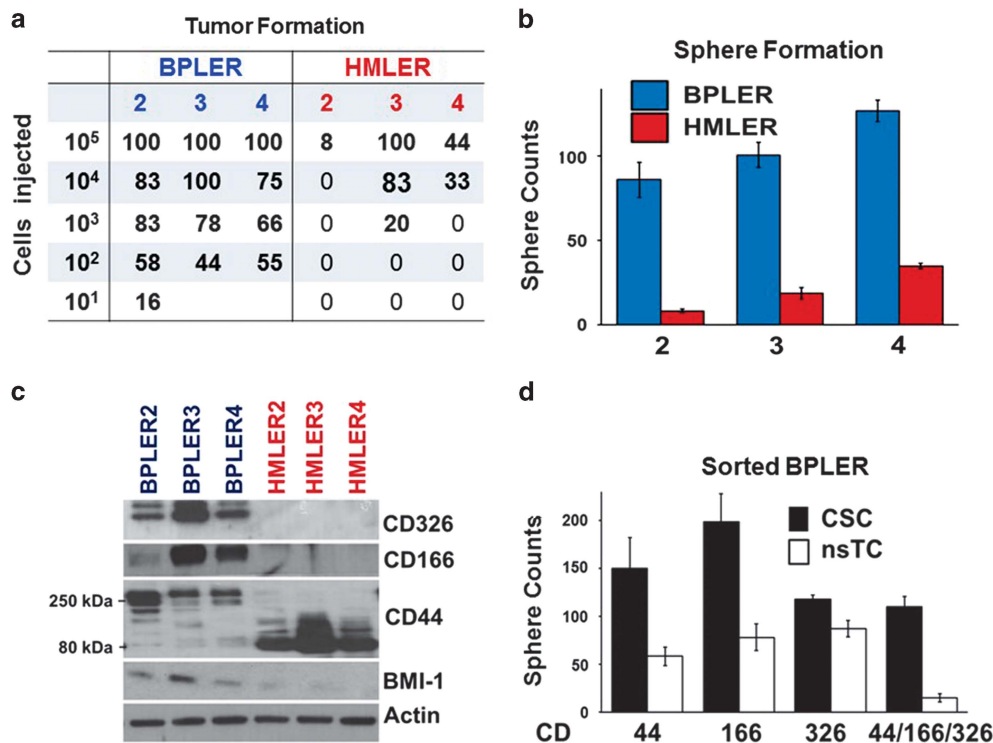 a
Tumor Formation
BPLER HMLER
2 3 4 2 3 4
Cells injected
10⁵ 100 100 100 8 100 44
10⁴ 83 100 75 0 83 33
10³ 83 78 66 0 20 0
10² 58 44 55 0 0 0
10¹ 16 0 0 0
b
Sphere Formation
BPLER
HMLER
Sphere Counts
100
50
0
2 3 4
c
BPLER2 BPLER3 BPLER4 HMLER2 HMLER3 HMLER4
CD326
CD166
250 kDa
CD44
80 kDa
BMI-1
Actin
d
Sorted BPLER
CSC
nsTC
Sphere Counts
200
150
100
50
0
CD 44 166 326 44/166/326